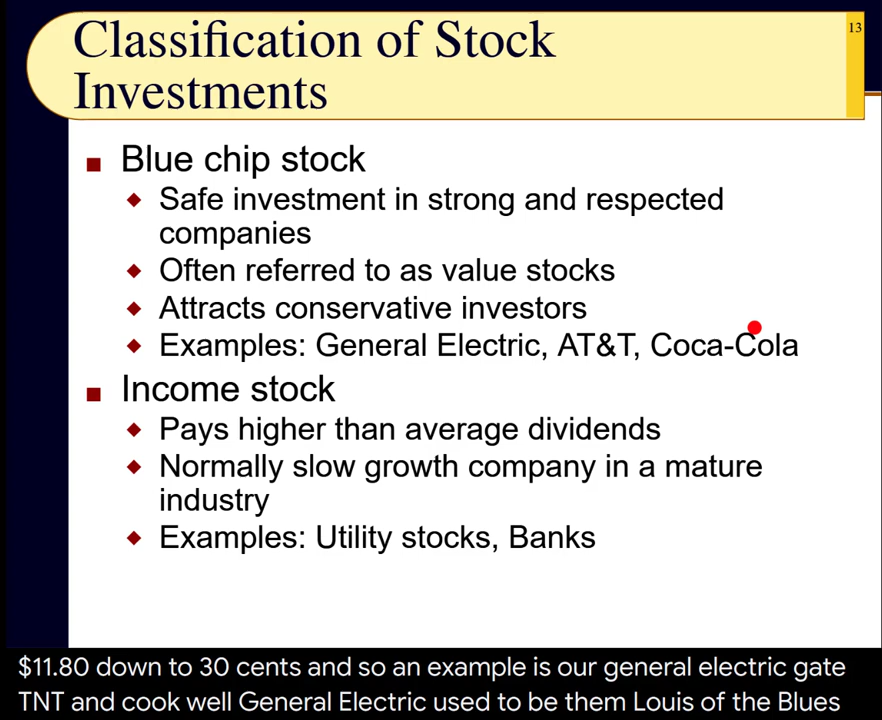 Classification of Stock
Investments
13
Blue chip stock
Safe investment in strong and respected
companies
Often referred to as value stocks
Attracts conservative investors
Examples: General Electric, AT&T, Coca-Cola
Income stock
Pays higher than average dividends
Normally slow growth company in a mature
industry
Examples: Utility stocks, Banks
$11.80 down to 30 cents and so an example is our general electric gate
TNT and cook well General Electric used to be them Louis of the Blues